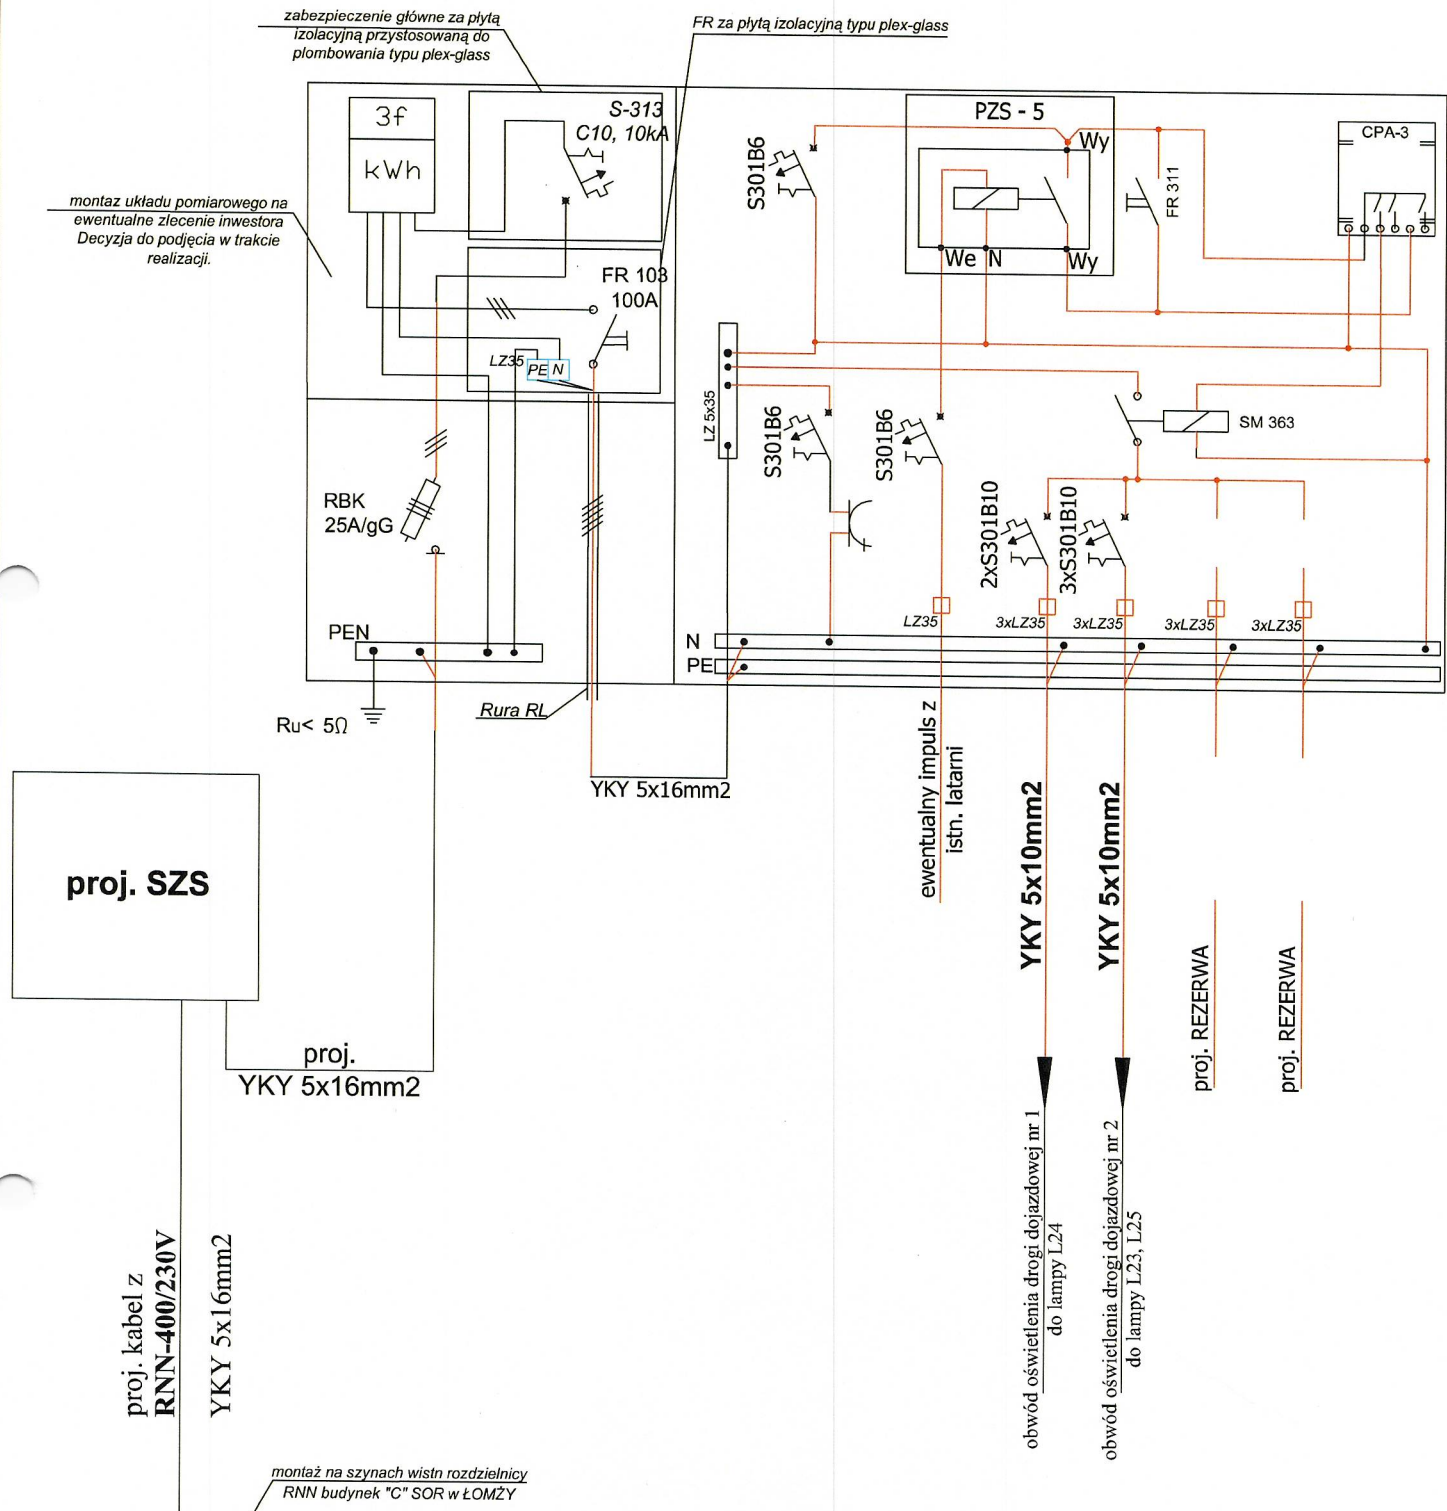 zabezpieczenie główne za płytą
izolacyjną przystosowaną do
plombowania typu plex-glass
FR za płytą izolacyjną typu plex-glass
3f
kWh
S-313
C10, 10kA
montaz układu pomiarowego na
ewentualne zlecenie inwestora
Decyzja do podjęcia w trakcie
realizacji.
FR 103
100A
LZ35
PE N
RBK
25A/gG
PEN
Ru< 5Ω
Rura RL
YKY 5x16mm2
S301B6
PZS - 5
Wy
We N
Wy
FR 311
CPA-3
LZ 5x35
S301B6
S301B6
SM 363
2xS301B10
3xS301B10
LZ35
3xLZ35
3xLZ35
3xLZ35
3xLZ35
N
PE
ewentualny impuls z
istn. latarni
YKY 5x10mm2
YKY 5x10mm2
proj. REZERWA
proj. REZERWA
obwód oświetlenia drogi dojazdowej nr 1
do lampy L24
obwód oświetlenia drogi dojazdowej nr 2
do lampy L23, L25
proj. SZS
proj.
YKY 5x16mm2
proj. kabel z
RNN-400/230V
YKY 5x16mm2
montaż na szynach wistn rozdzielnicy
RNN budynek "C" SOR w ŁOMŻY